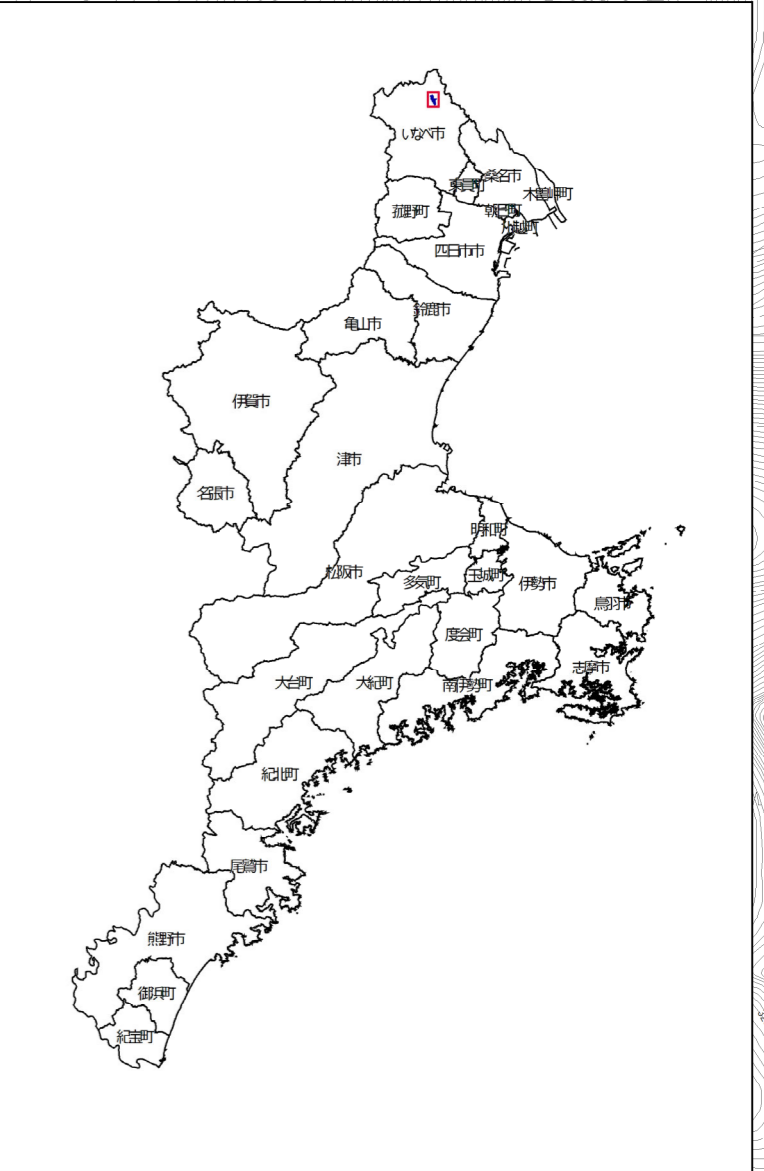 いなべ市
桑名市
東員町
木曽岬町
菰野町
朝日町
川越町
四日市市
鈴鹿市
亀山市
伊賀市
津市
名張市
明和町
松阪市
多気町
玉城町
伊勢市
鳥羽市
度会町
志摩市
大台町
大紀町
南伊勢町
紀北町
尾鷲市
熊野市
御浜町
紀宝町